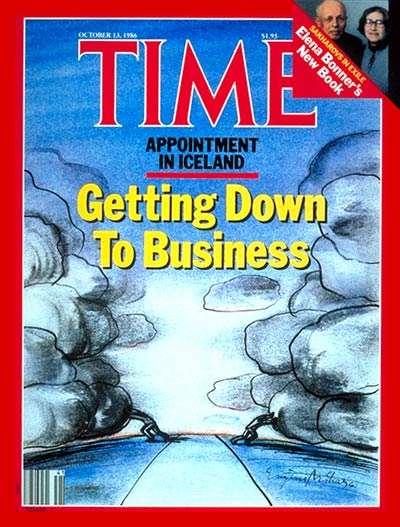 OCTOBER 13, 1986 $1.95
TIME
SAKHAROVS IN EXILE
Elena Bonner's
New Book
APPOINTMENT
IN ICELAND
Getting Down
To Business